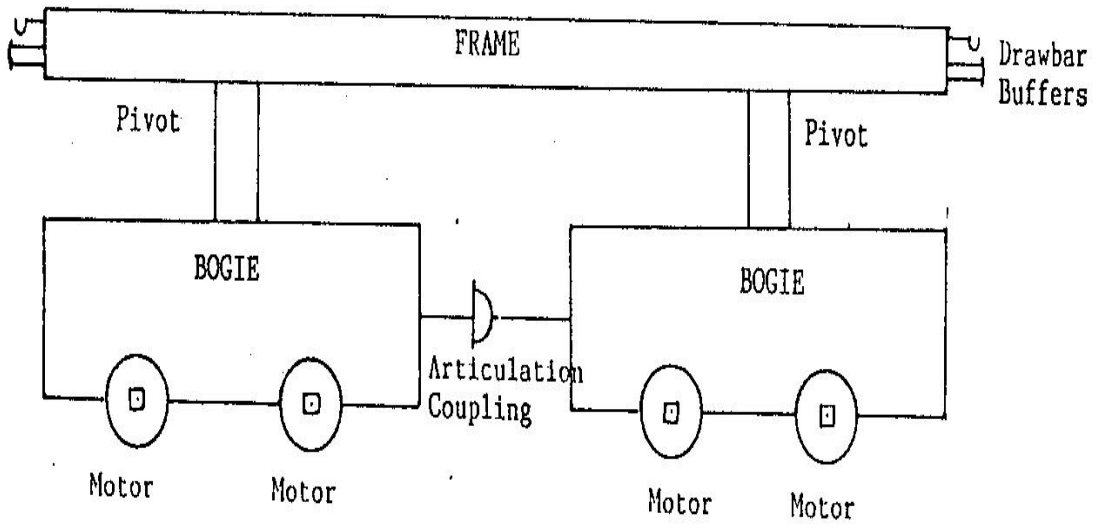 FRAME
Drawbar
Buffers
Pivot
Pivot
BOGIE
BOGIE
Articulation
Coupling
Motor
Motor
Motor
Motor